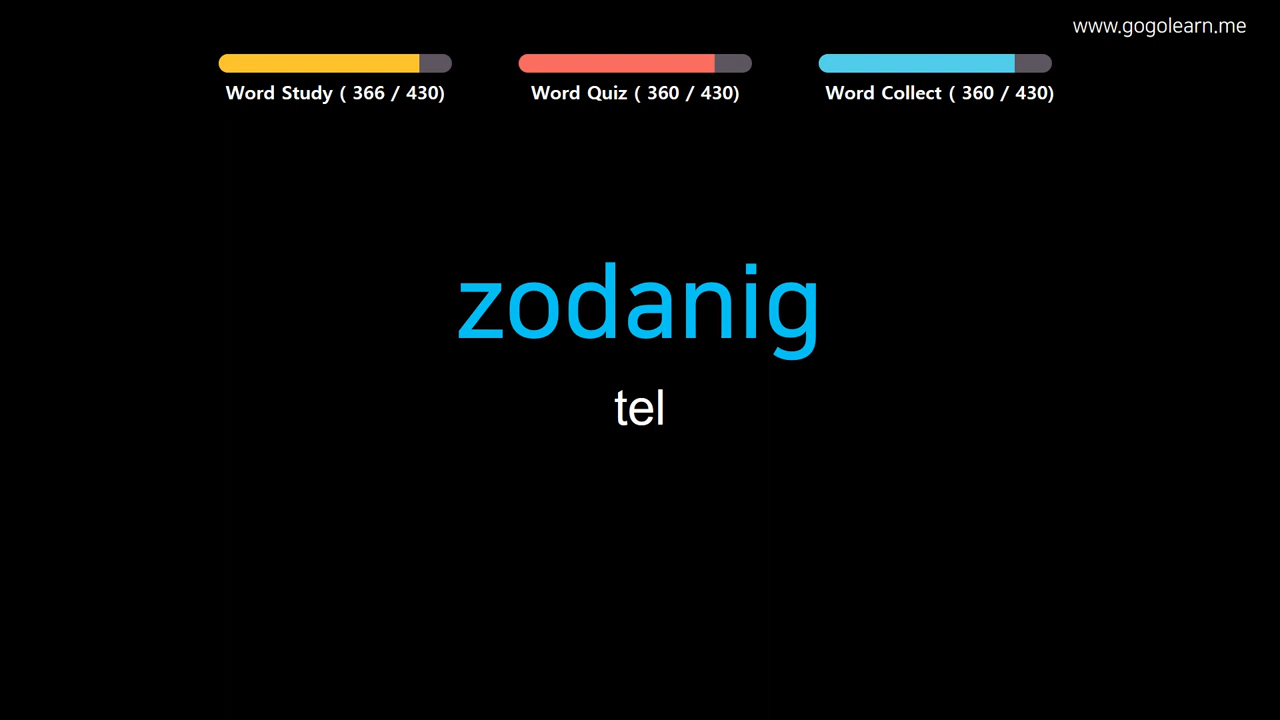 www.gogolearn.me
Word Study ( 366 / 430)
Word Quiz ( 360 / 430)
Word Collect ( 360 / 430)
zodanig
tel